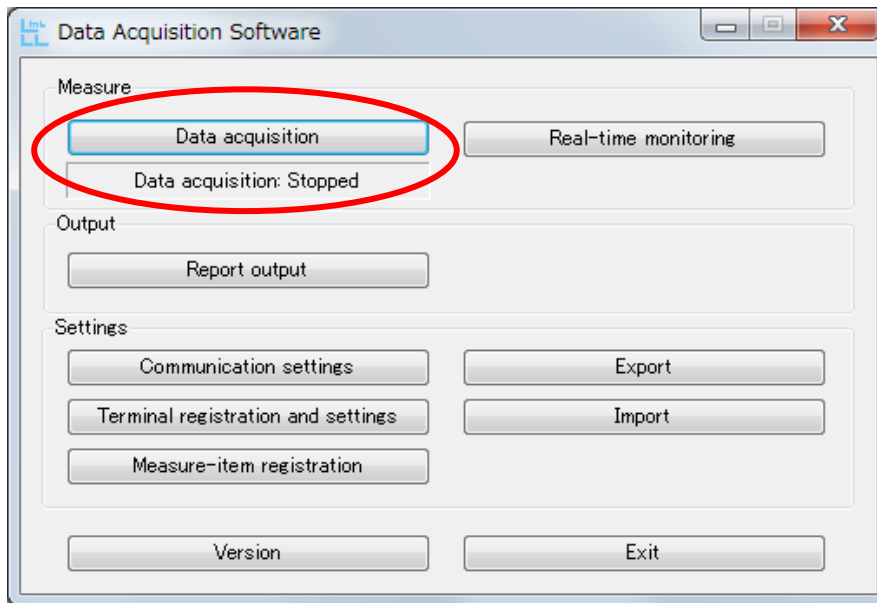 Data Acquisition Software
Measure
Data acquisition
Real-time monitoring
Data acquisition: Stopped
Output
Report output
Settings
Communication settings
Export
Terminal registration and settings
Import
Measure-item registration
Version
Exit